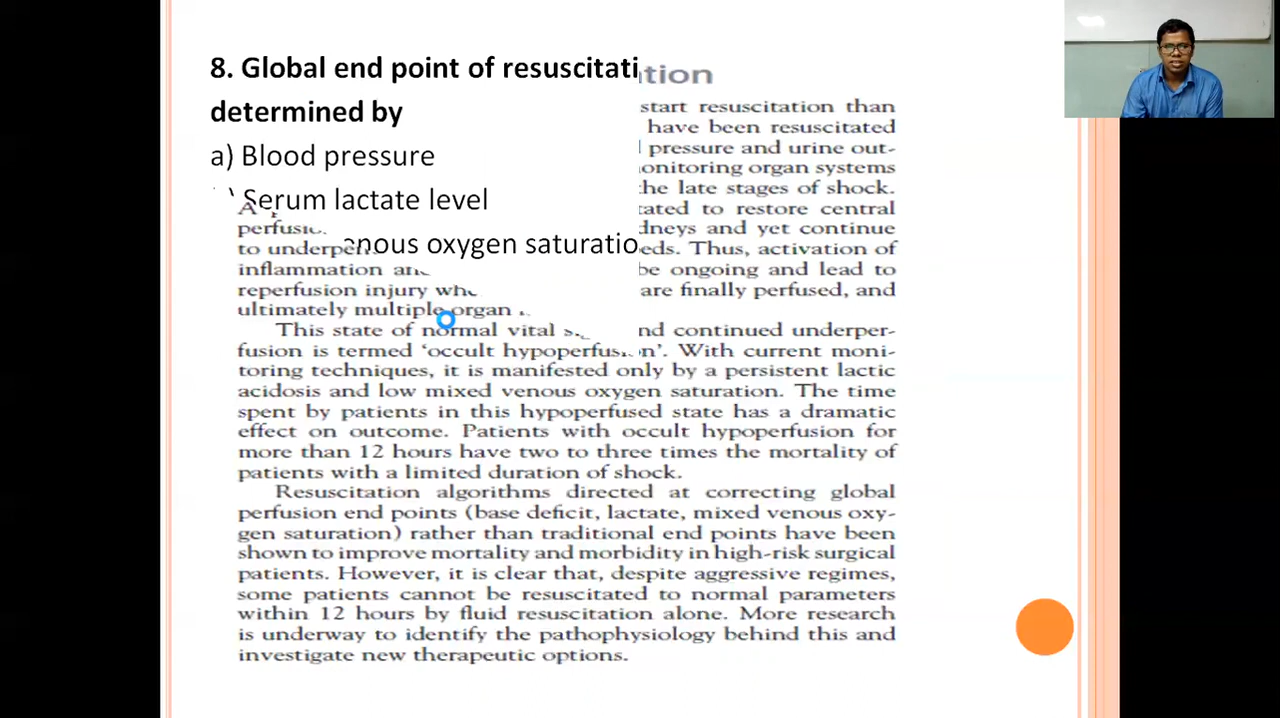 8. Global end point of resuscitati
determined by
a) Blood pressure
) Serum lactate level
enous oxygen saturatio
tion
start resuscitation than
have been resuscitated
pressure and urine out-
onitoring organ systems
the late stages of shock.
A tated to restore central
perfusi dneys and yet continue
to underperf eds. Thus, activation of
inflammation an be ongoing and lead to
reperfusion injury whe are finally perfused, and
ultimately multiple organ
This state of normal vital s nd continued underper-
fusion is termed ‘occult hypoperfusion’. With current moni-
toring techniques, it is manifested only by a persistent lactic
acidosis and low mixed venous oxygen saturation. The time
spent by patients in this hypoperfused state has a dramatic
effect on outcome. Patients with occult hypoperfusion for
more than 12 hours have two to three times the mortality of
patients with a limited duration of shock.
Resuscitation algorithms directed at correcting global
perfusion end points (base deficit, lactate, mixed venous oxy-
gen saturation) rather than traditional end points have been
shown to improve mortality and morbidity in high-risk surgical
patients. However, it is clear that, despite aggressive regimes,
some patients cannot be resuscitated to normal parameters
within 12 hours by fluid resuscitation alone. More research
is underway to identify the pathophysiology behind this and
investigate new therapeutic options.